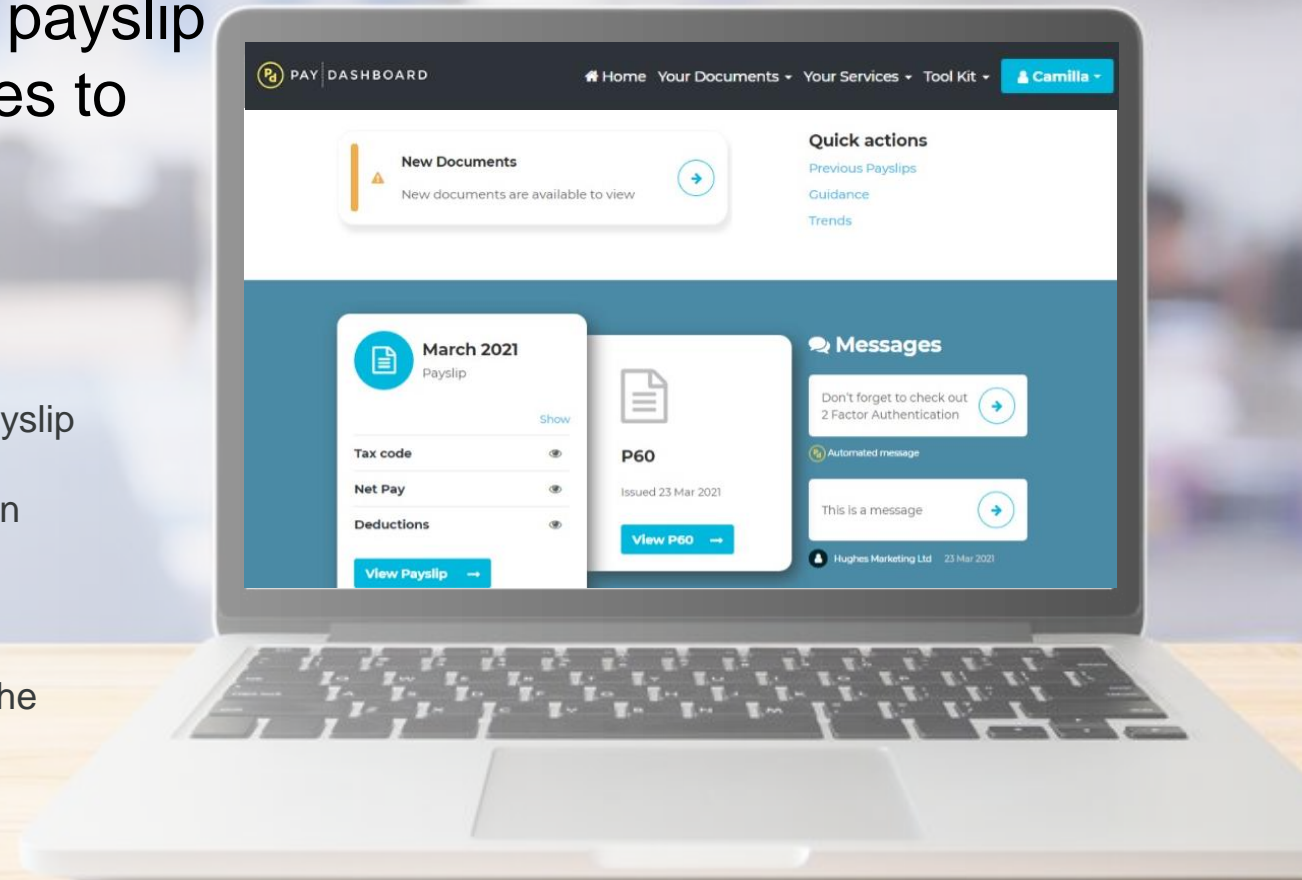 payslip
es to
yslip
n
he
Pd PAY DASHBOARD
Home Your Documents Your Services Tool Kit Camilla
New Documents
New documents are available to view
Quick actions
Previous Payslips
Guidance
Trends
March 2021
Payslip
Show
Tax code
Net Pay
Deductions
View Payslip
P60
Issued 23 Mar 2021
View P60
Messages
Don't forget to check out
2 Factor Authentication
Pd Automated message
This is a message
Hughes Marketing Ltd 23 Mar 2021